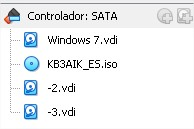 Controlador: SATA
Windows 7.vdi
KB3AIK_ES.iso
-2.vdi
-3.vdi